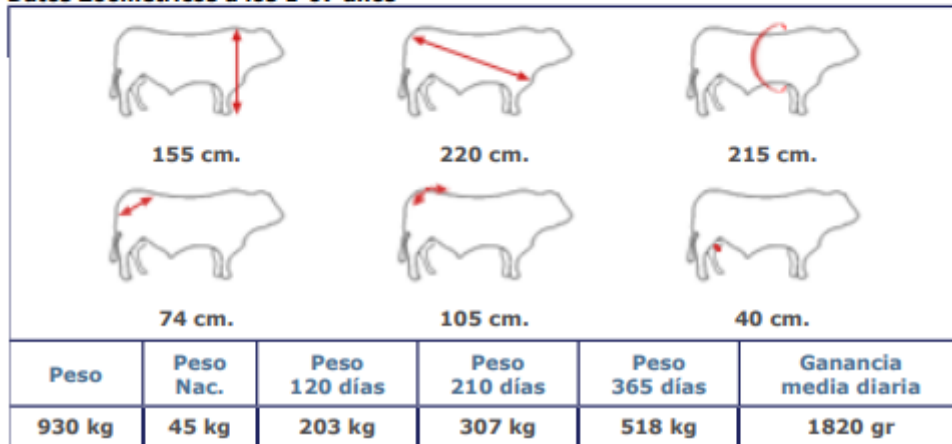 155 cm.
220 cm.
215 cm.
74 cm.
105 cm.
40 cm.
Peso
Peso Nac.
Peso 120 días
Peso 210 días
Peso 365 días
Ganancia media diaria
930 kg
45 kg
203 kg
307 kg
518 kg
1820 gr